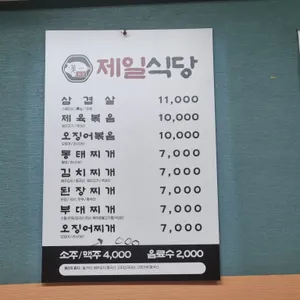 제일식당
삼겹살 11,000
제육볶음 10,000
오징어볶음 10,000
동태찌개 7,000
김치찌개 7,000
된장찌개 7,000
부대찌개 7,000
오징어찌개 7,000
소주/맥주 4,000 음료수 2,000